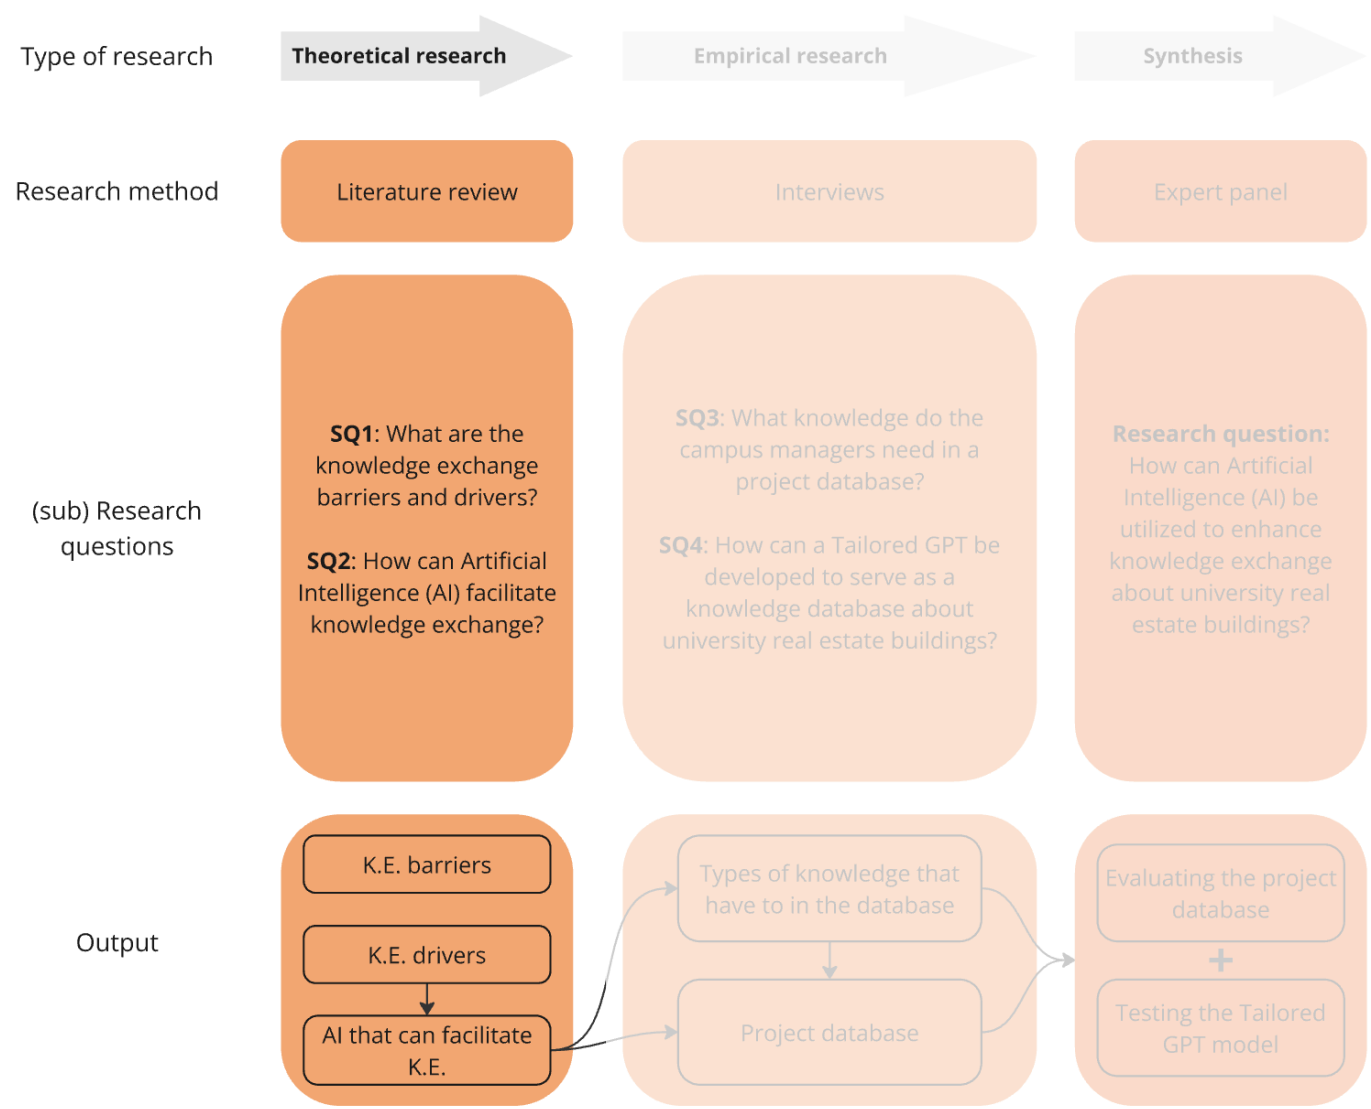 Type of research
Theoretical research
Empirical research
Synthesis
Research method
Literature review
Interviews
Expert panel
(sub) Research
questions
SQ1: What are the
knowledge exchange
barriers and drivers?
SQ2: How can Artificial
Intelligence (AI) facilitate
knowledge exchange?
SQ3: What knowledge do the
campus managers need in a
project database?
SQ4: How can a Tailored GPT be
developed to serve as a
knowledge database about
university real estate buildings?
Research question:
How can Artificial
Intelligence (AI) be
utilized to enhance
knowledge exchange
about university real
estate buildings?
Output
K.E. barriers
K.E. drivers
AI that can facilitate
K.E.
Types of knowledge that
have to in the database
Project database
Evaluating the project
database
+
Testing the Tailored
GPT model